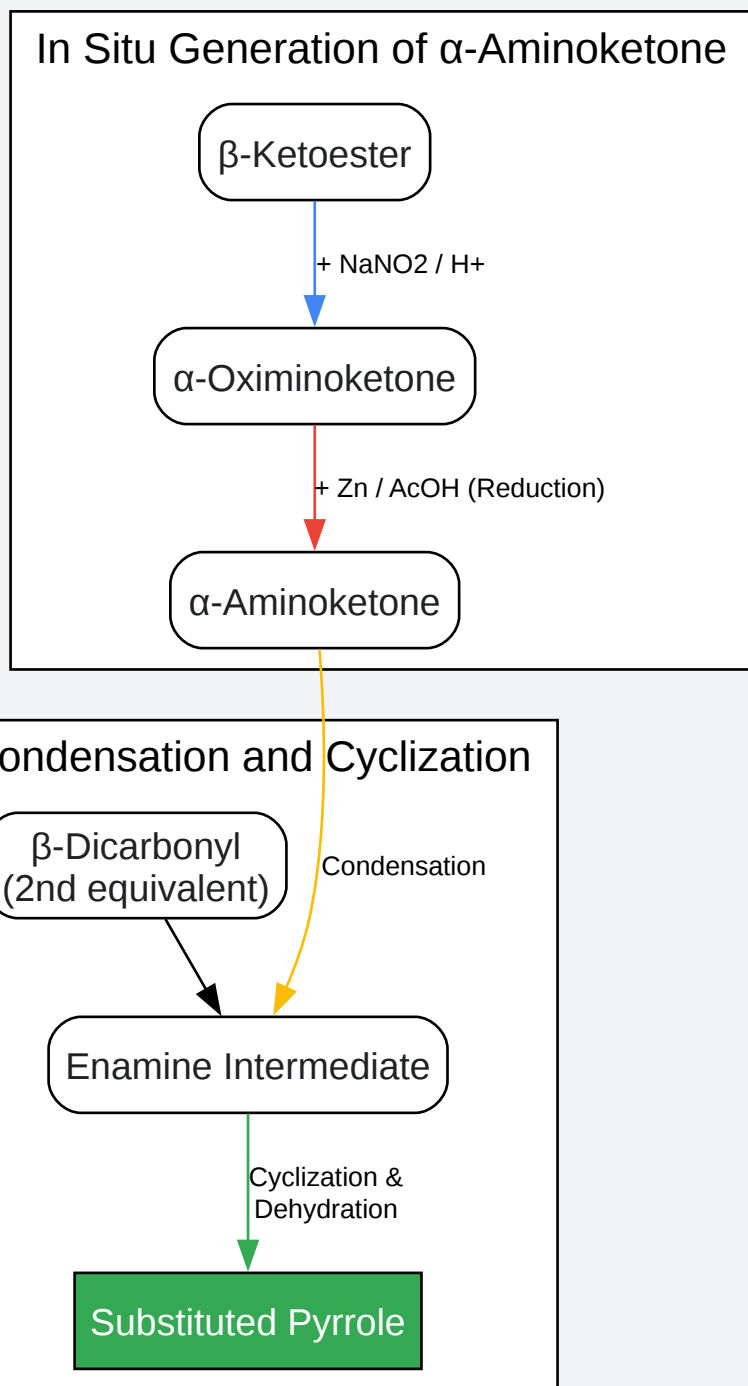 In Situ Generation of α-Aminoketone
β-Ketoester
+ NaNO2 / H+
α-Oximinoketone
+ Zn / AcOH (Reduction)
α-Aminoketone
ondensation and Cyclization
β-Dicarbonyl
(2nd equivalent)
Condensation
Enamine Intermediate
Cyclization &
Dehydration
Substituted Pyrrole